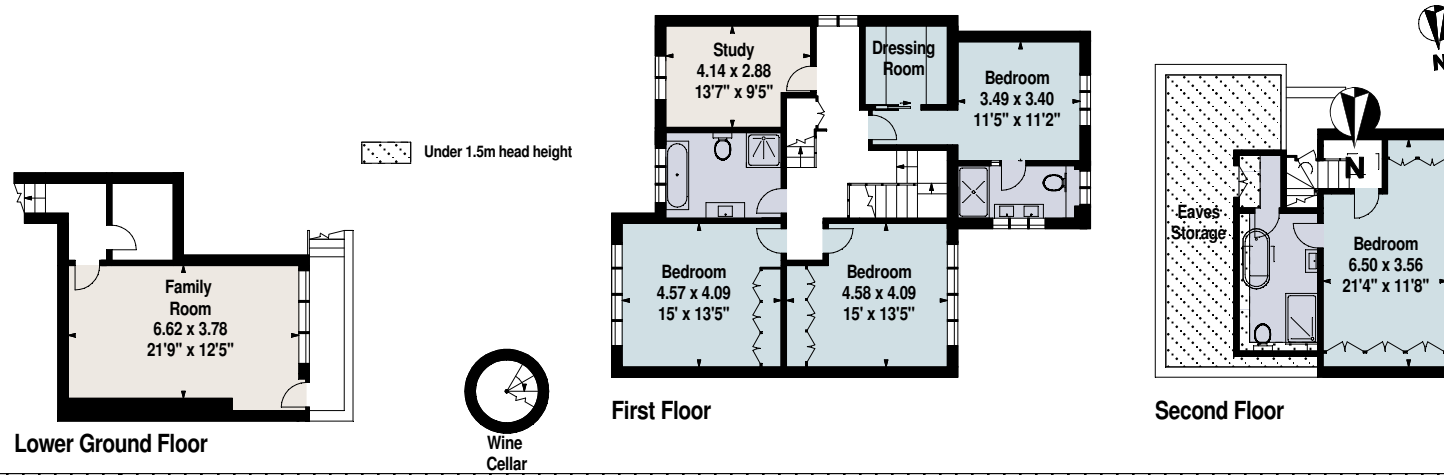 Study
4.14 x 2.88
13'7" x 9'5"
Dressing
Room
Bedroom
3.49 x 3.40
11'5" x 11'2"
N
Under 1.5m head height
N
Eaves
Storage
Bedroom
6.50 x 3.56
21'4" x 11'8"
Family
Room
6.62 x 3.78
21'9" x 12'5"
Bedroom
4.57 x 4.09
15' x 13'5"
Bedroom
4.58 x 4.09
15' x 13'5"
First Floor
Second Floor
Lower Ground Floor
Wine
Cellar